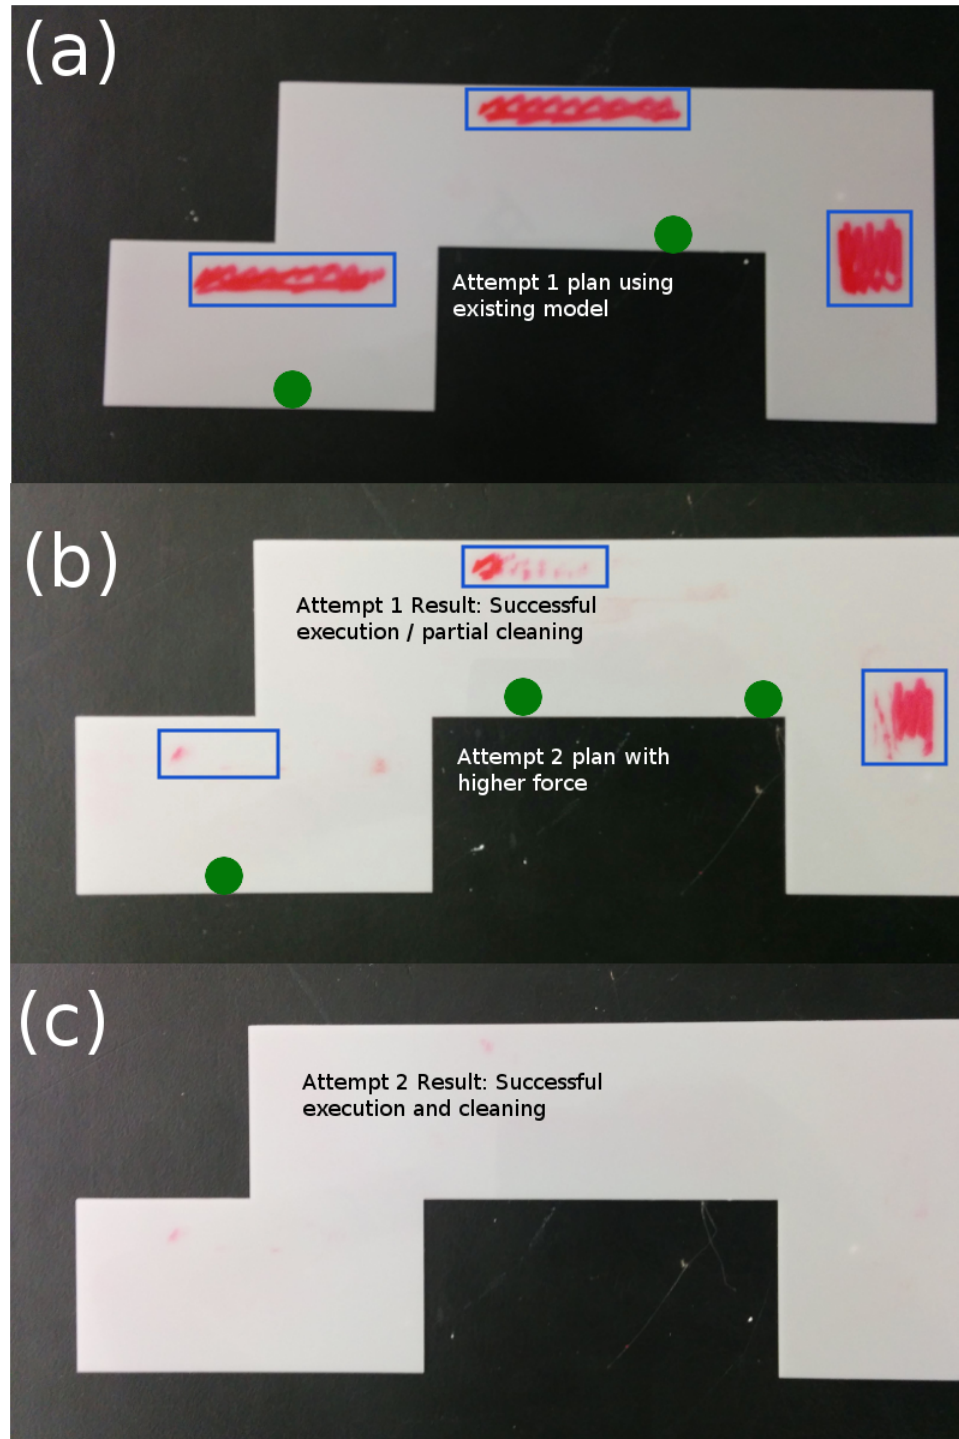 (a)
Attempt 1 plan using
existing model
(b)
Attempt 1 Result: Successful
execution / partial cleaning
Attempt 2 plan with
higher force
(c)
Attempt 2 Result: Successful
execution and cleaning